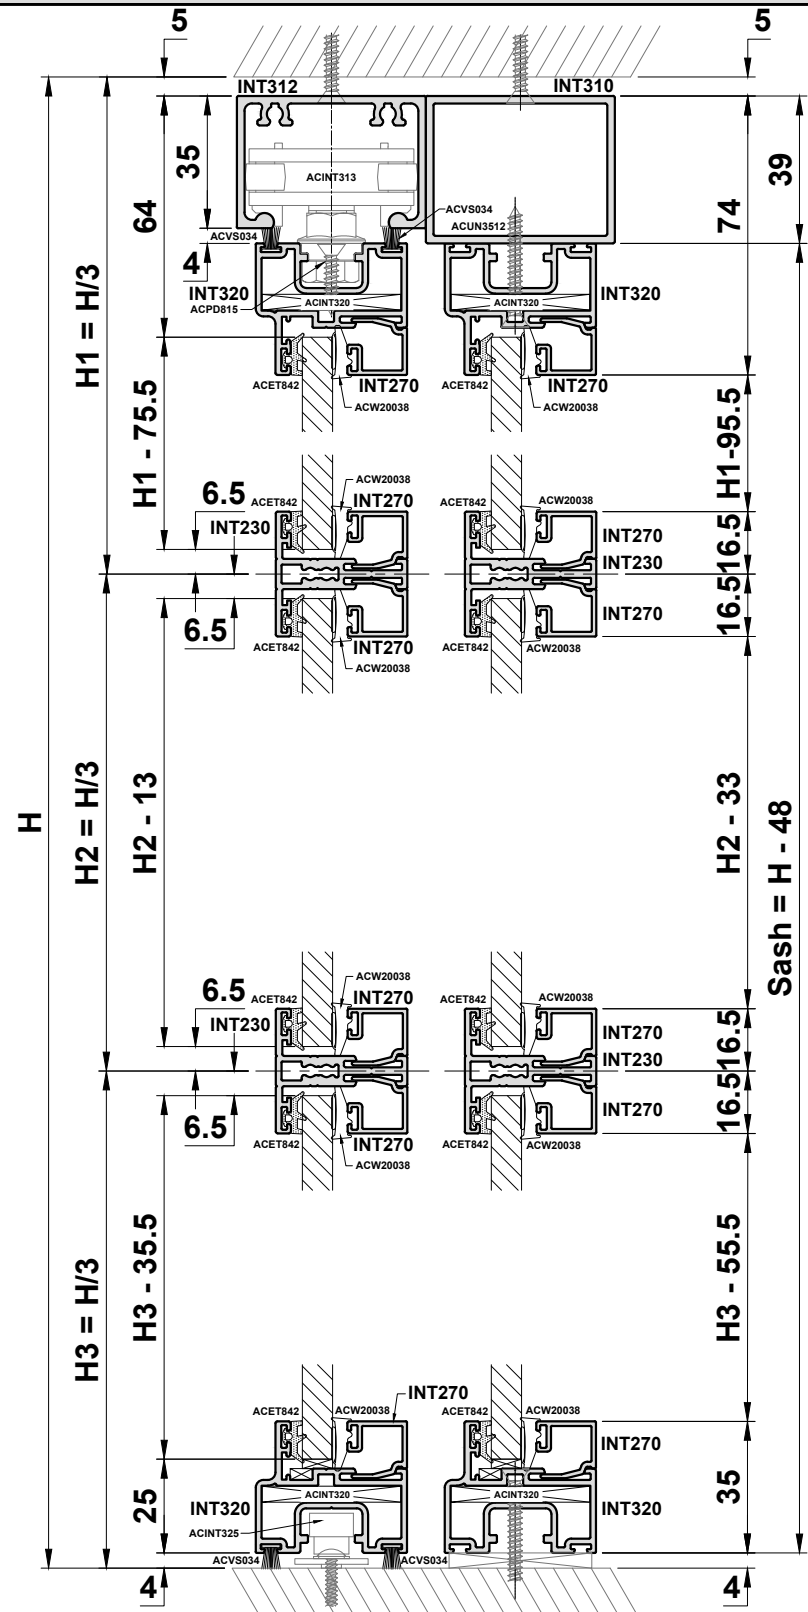 5
5
INT312
INT310
35
64
ACINT313
ACVS034
ACUN3512
ACVS034
4
39
74
INT320
ACPD815
ACINT320
ACINT320
INT320
H1 = H/3
ACET842
INT270
ACW20038
ACET842
INT270
ACW20038
H1 - 75.5
H1-95.5
6.5
ACET842
ACW20038
INT270
INT230
ACET842
ACW20038
INT270
INT230
INT270
16.5
16.5
6.5
ACET842
INT270
ACW20038
ACET842
ACW20038
H
H2 = H/3
H2 - 13
H2 - 33
Sash = H - 48
6.5
ACET842
ACW20038
INT270
INT230
ACET842
ACW20038
INT270
INT230
INT270
16.5
16.5
6.5
ACET842
INT270
ACW20038
ACET842
ACW20038
H3 = H/3
H3 - 35.5
H3 - 55.5
INT270
ACET842
ACW20038
ACET842
ACW20038
INT270
25
35
INT320
ACINT320
ACINT325
ACINT320
INT320
ACVS034
ACVS034
4
4